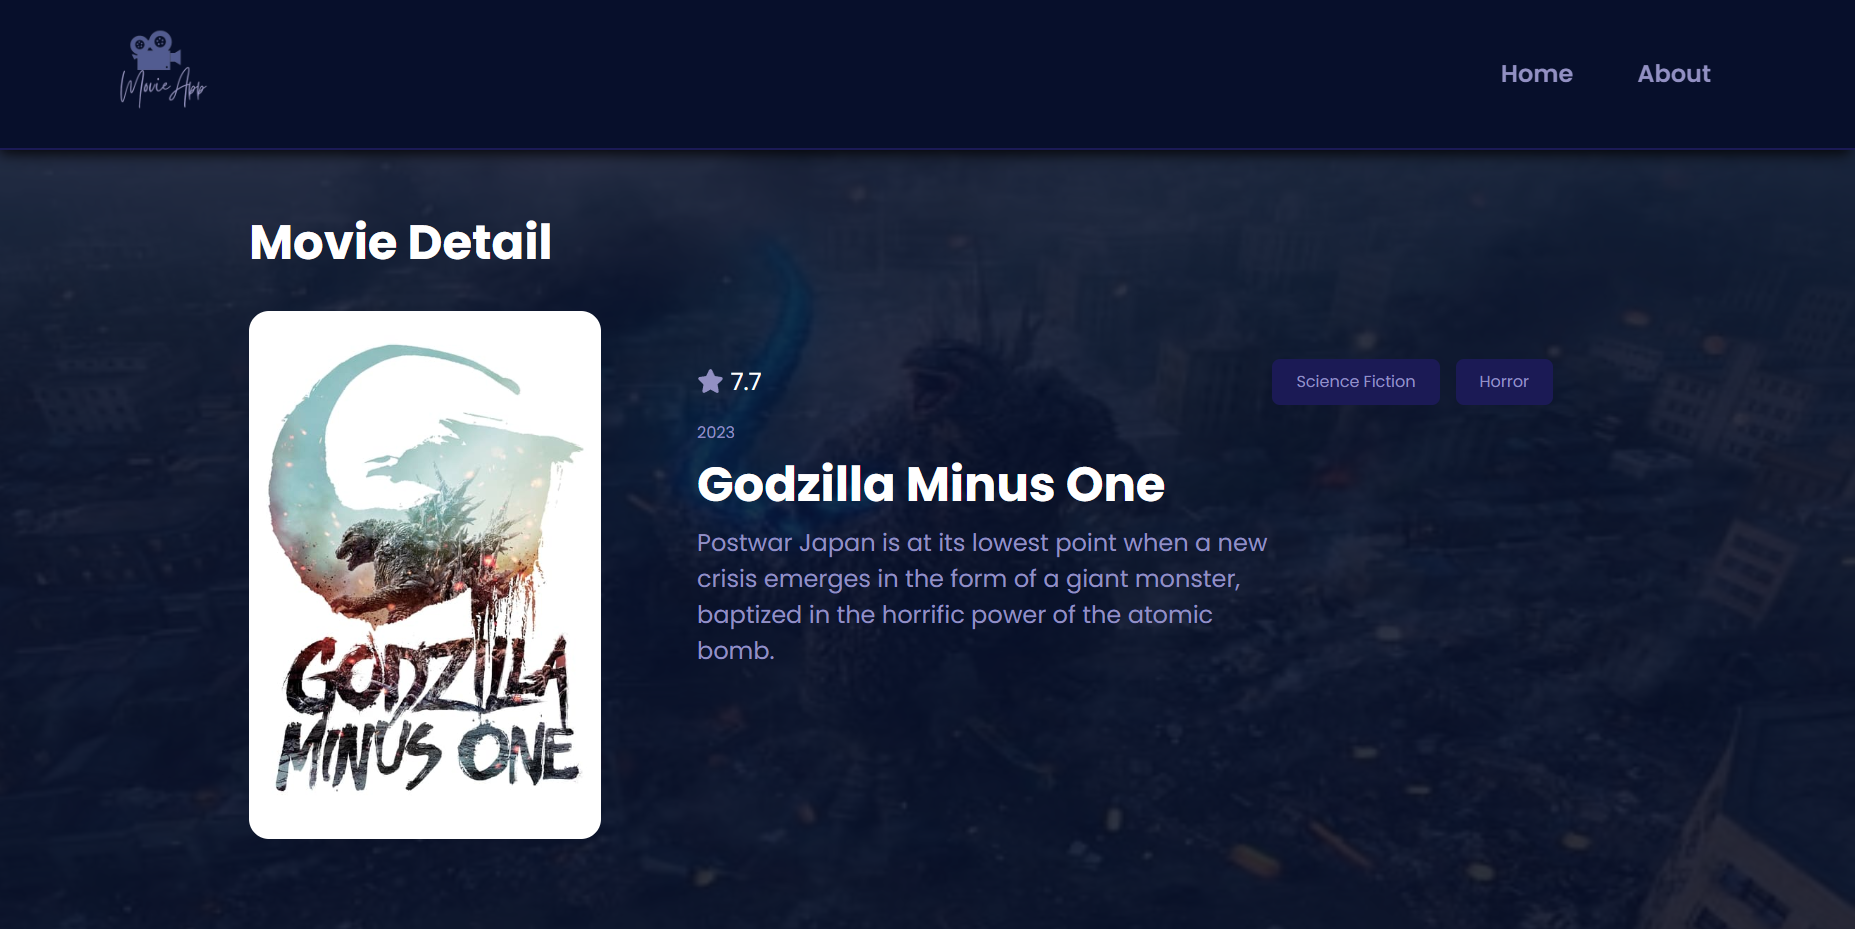 Movie App
Home
About
Movie Detail
GODZILLA
MINUS ONE
7.7
Science Fiction
Horror
2023
Godzilla Minus One
Postwar Japan is at its lowest point when a new
crisis emerges in the form of a giant monster,
baptized in the horrific power of the atomic
bomb.